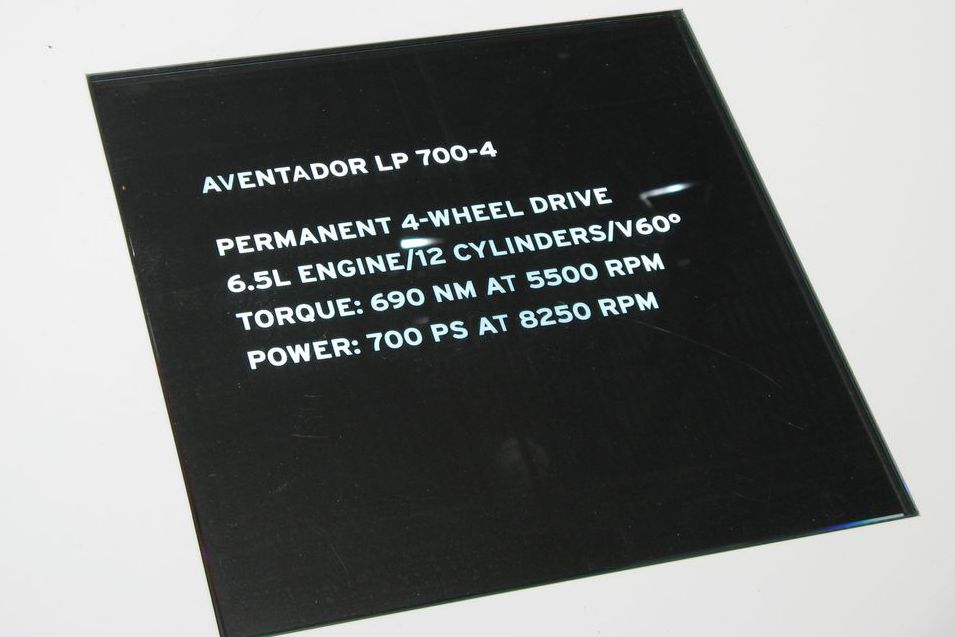 AVENTADOR LP 700-4
PERMANENT 4-WHEEL DRIVE
6.5L ENGINE/12 CYLINDERS/V60°
TORQUE: 690 NM AT 5500 RPM
POWER: 700 PS AT 8250 RPM